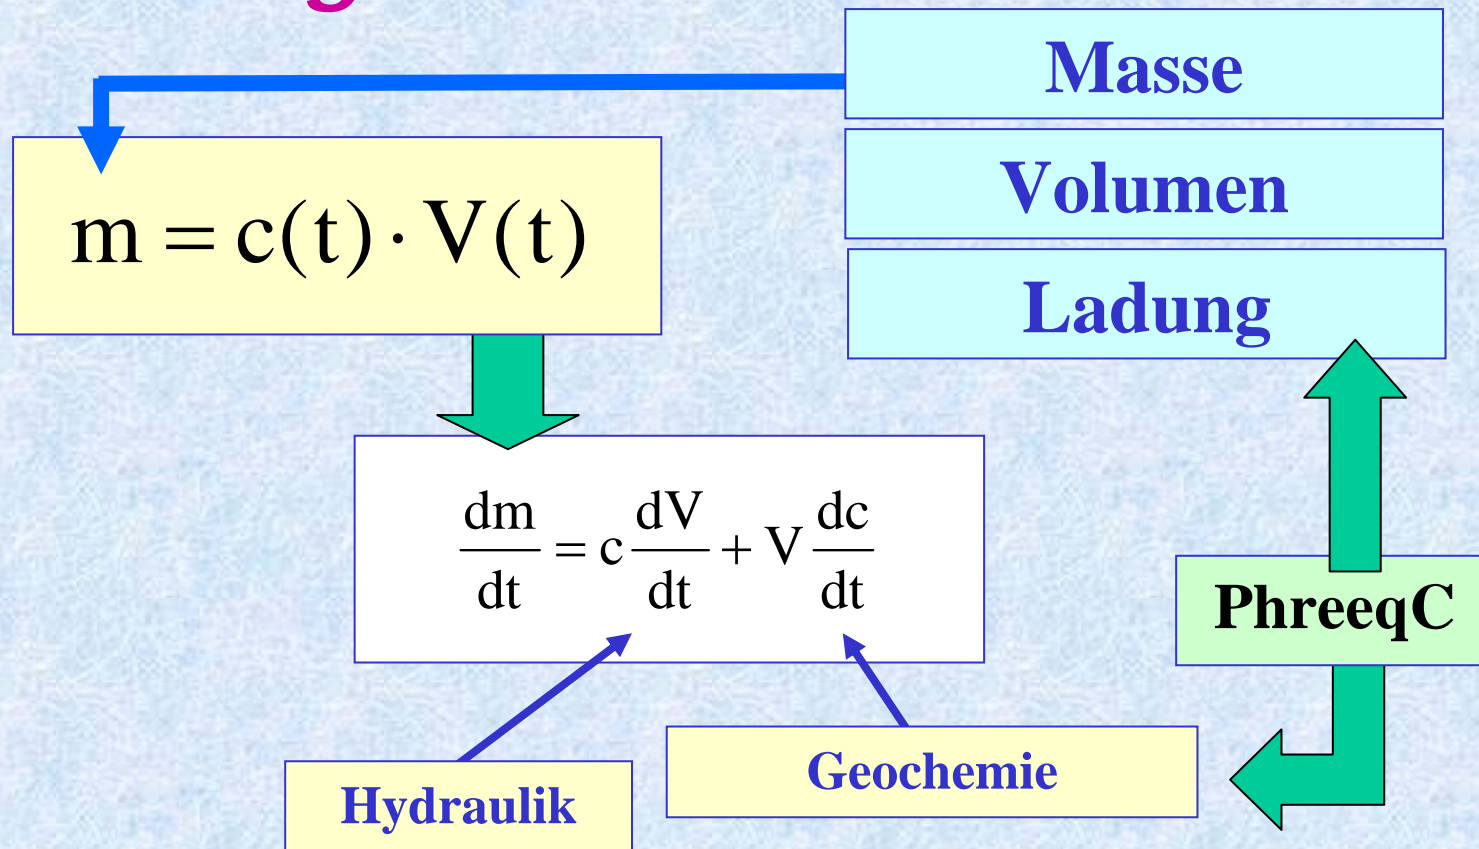 Masse
Volumen
Ladung
m = c(t) · V(t)
dm/dt = c dV/dt + V dc/dt
PhreeqC
Geochemie
Hydraulik